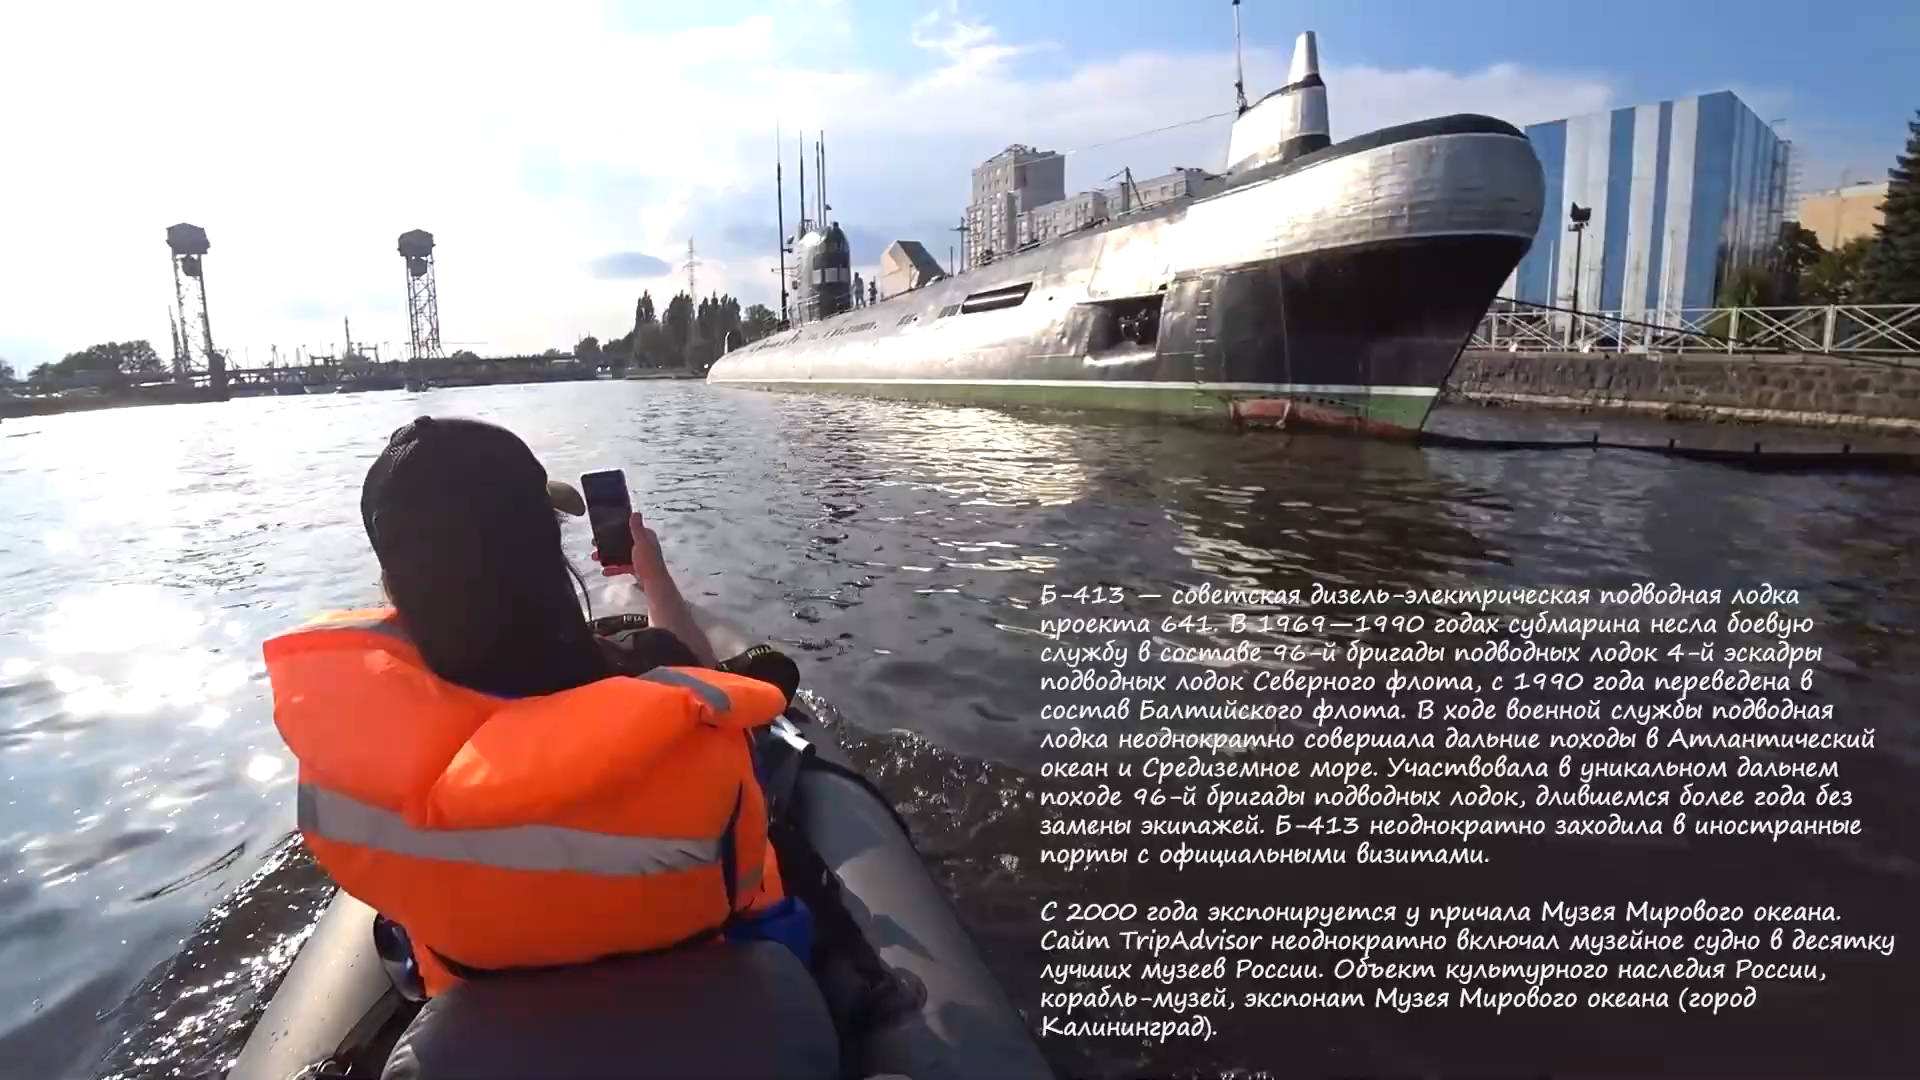 Б-413 — советская дизель-электрическая подводная лодка
проекта 641. В 1969—1990 годах субмарина несла боевую
службу в составе 96-й бригады подводных лодок 4-й эскадры
подводных лодок Северного флота, с 1990 года переведена в
состав Балтийского флота. В ходе военной службы подводная
лодка неоднократно совершала дальние походы в Атлантический
океан и Средиземное море. Участвовала в уникальном дальнем
походе 96-й бригады подводных лодок, длившемся более года без
замены экипажей. Б-413 неоднократно заходила в иностранные
порты с официальными визитами.
С 2000 года экспонируется у причала Музея Мирового океана.
Сайт TripAdvisor неоднократно включал музейное судно в десятку
лучших музеев России. Объект культурного наследия России,
корабль-музей, экспонат Музея Мирового океана (город
Калининград).